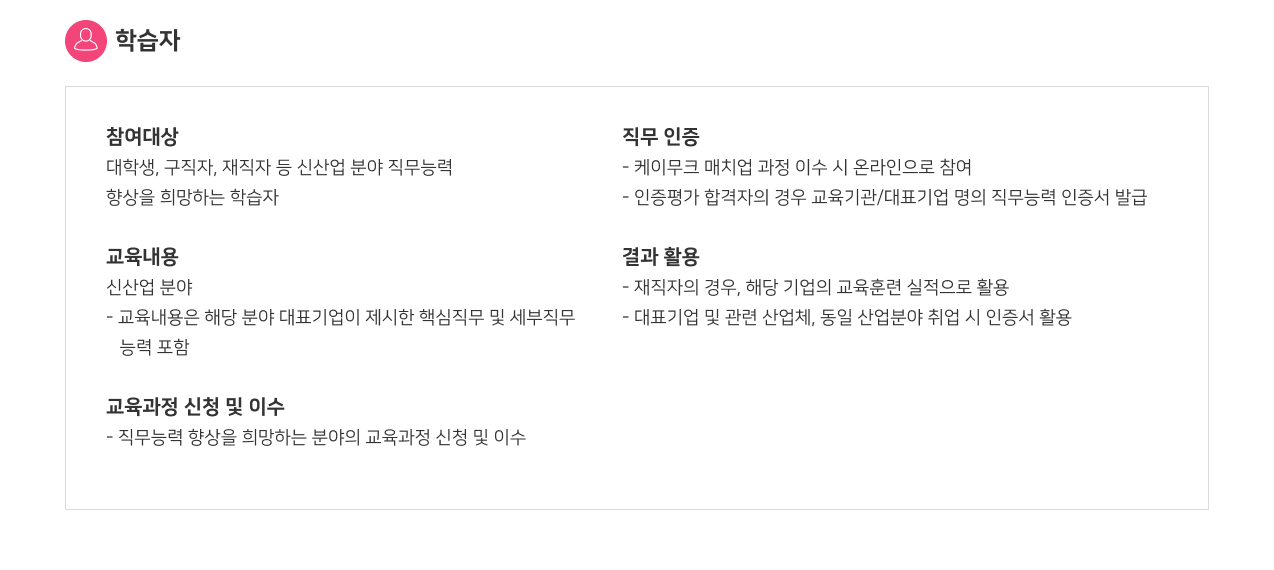 학습자
참여대상
대학생, 구직자, 재직자 등 신산업 분야 직무능력
향상을 희망하는 학습자
교육내용
신산업 분야
- 교육내용은 해당 분야 대표기업이 제시한 핵심직무 및 세부직무
능력 포함
교육과정 신청 및 이수
- 직무능력 향상을 희망하는 분야의 교육과정 신청 및 이수
직무 인증
- 케이무크 매치업 과정 이수 시 온라인으로 참여
- 인증평가 합격자의 경우 교육기관/대표기업 명의 직무능력 인증서 발급
결과 활용
- 재직자의 경우, 해당 기업의 교육훈련 실적으로 활용
- 대표기업 및 관련 산업체, 동일 산업분야 취업 시 인증서 활용